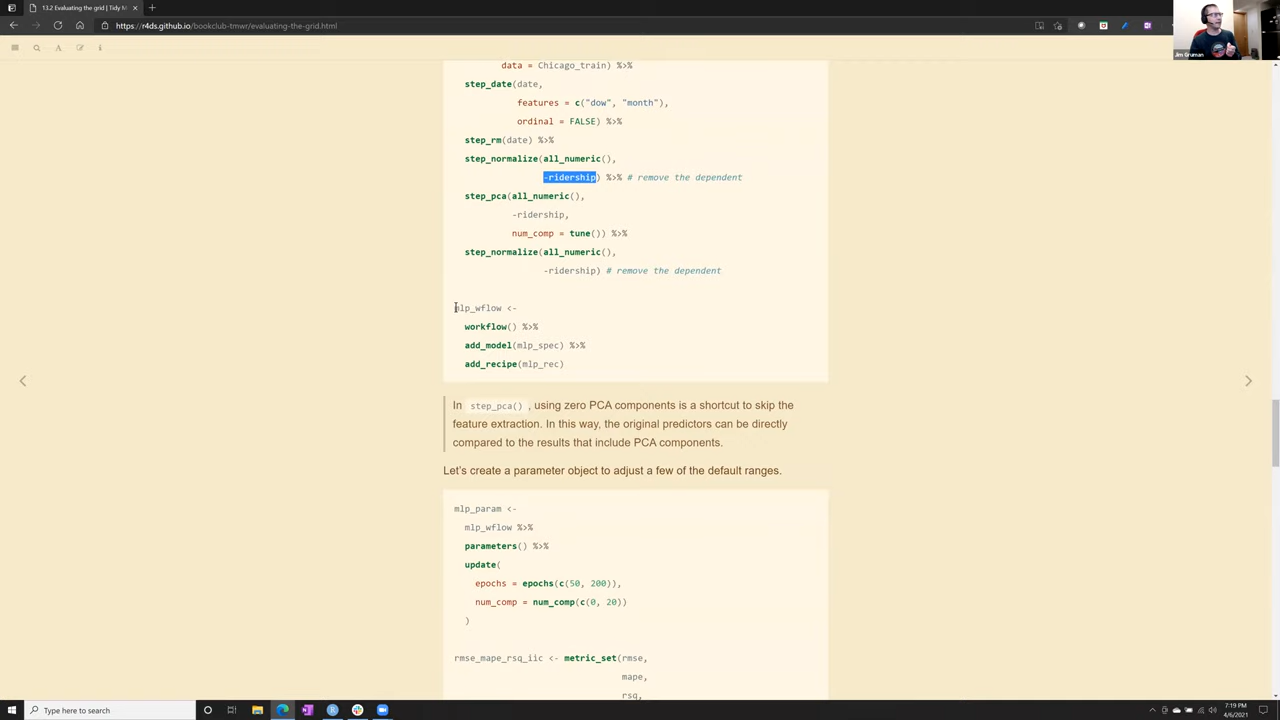 13.2 Evaluating the grid | Tidy M
https://r4ds.github.io/bookclub-tmwr/evaluating-the-grid.html
Jim Gruman
data = Chicago_train) %>%
step_date(date,
features = c("dow", "month"),
ordinal = FALSE) %>%
step_rm(date) %>%
step_normalize(all_numeric(),
-ridership) %>% # remove the dependent
step_pca(all_numeric(),
-ridership,
num_comp = tune()) %>%
step_normalize(all_numeric(),
-ridership) # remove the dependent
mlp_wflow <-
workflow() %>%
add_model(mlp_spec) %>%
add_recipe(mlp_rec)
In step_pca() , using zero PCA components is a shortcut to skip the
feature extraction. In this way, the original predictors can be directly
compared to the results that include PCA components.
Let’s create a parameter object to adjust a few of the default ranges.
mlp_param <-
mlp_wflow %>%
parameters() %>%
update(
epochs = epochs(c(50, 200)),
num_comp = num_comp(c(0, 20))
)
rmse_mape_rsq_iic <- metric_set(rmse,
mape,
rsq,
Type here to search
7:19 PM
4/6/2021